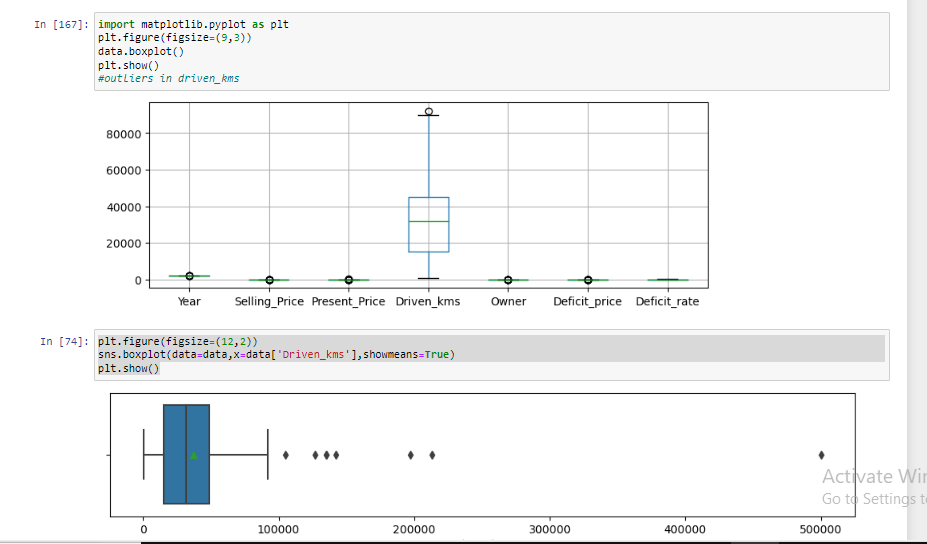 In [167]: import matplotlib.pyplot as plt
plt.figure(figsize=(9,3))
data.boxplot()
plt.show()
#outliers in driven_kms
80000
60000
40000
20000
0
Year Selling_Price Present_Price Driven_kms Owner Deficit_price Deficit_rate
In [74]: plt.figure(figsize=(12,2))
sns.boxplot(data=data,x=data['Driven_kms'],showmeans=True)
plt.show()
0 100000 200000 300000 400000 500000
Activate Win
Go to Settings t